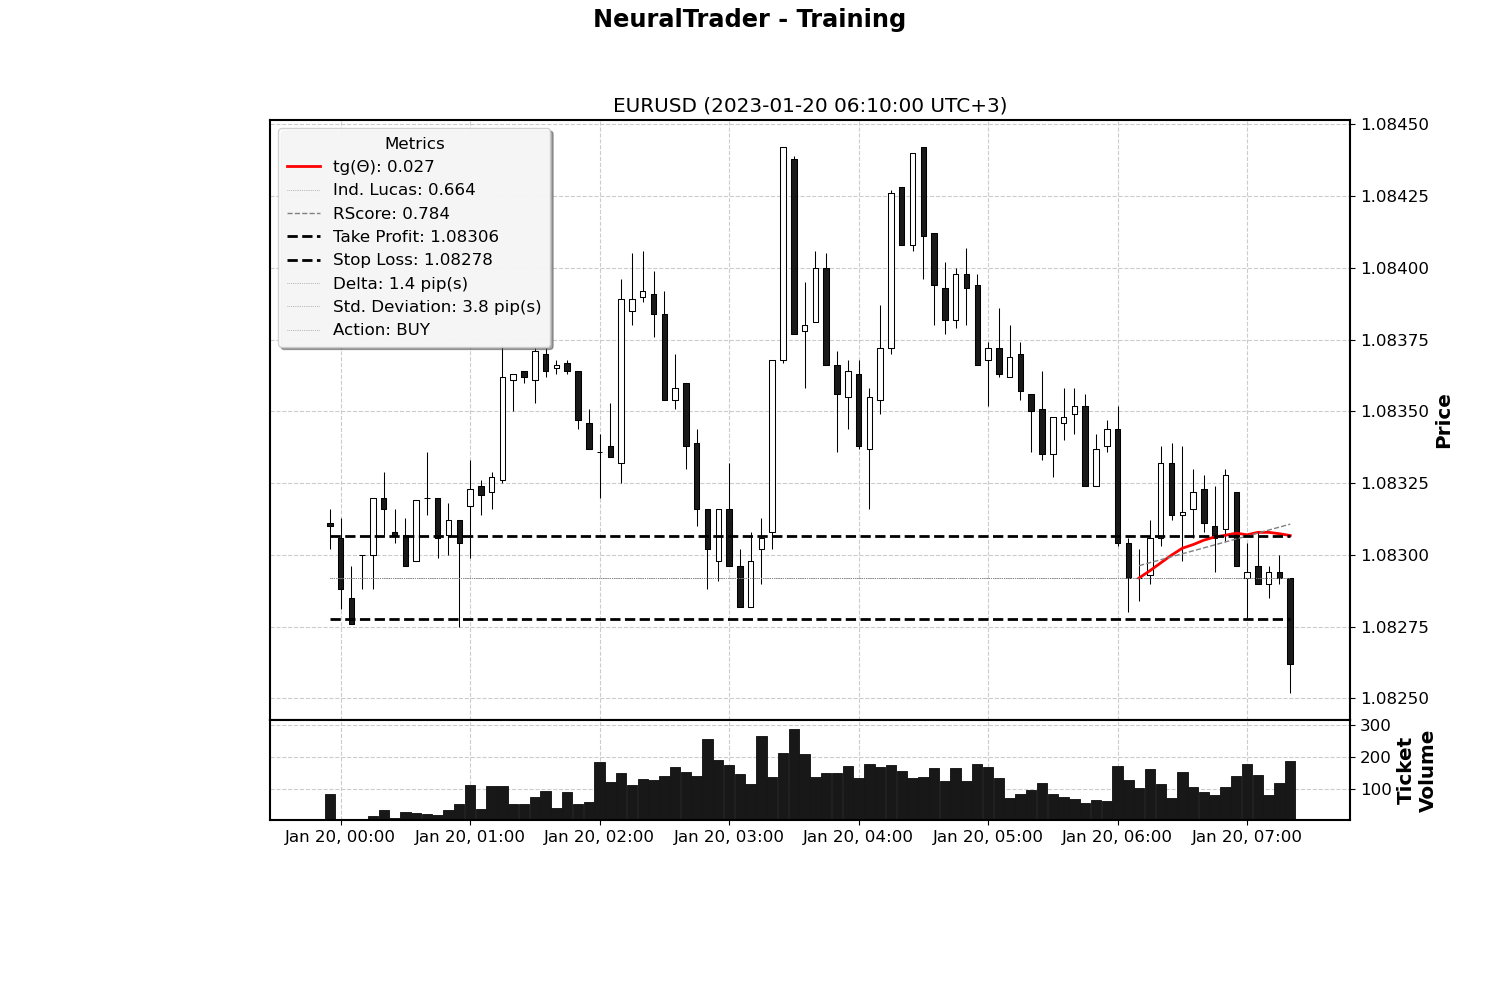 NeuralTrader - Training
EURUSD (2023-01-20 06:10:00 UTC+3)
Metrics
tg(Θ): 0.027
Ind. Lucas: 0.664
RScore: 0.784
Take Profit: 1.08306
Stop Loss: 1.08278
Delta: 1.4 pip(s)
Std. Deviation: 3.8 pip(s)
Action: BUY
1.08450
1.08425
1.08400
1.08375
1.08350
1.08325
1.08300
1.08275
1.08250
Price
300
200
100
Ticket
Volume
Jan 20, 00:00
Jan 20, 01:00
Jan 20, 02:00
Jan 20, 03:00
Jan 20, 04:00
Jan 20, 05:00
Jan 20, 06:00
Jan 20, 07:00